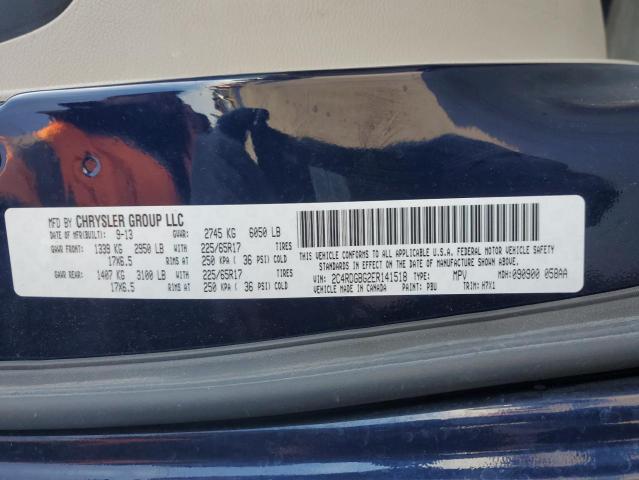 MFD BY CHRYSLER GROUP LLC
DATE OF MFR(BUILT): 9-13 GVWR: 2745 KG 6050 LB
GAWR FRONT: 1339 KG 2950 LB WITH 225/65R17 TIRES
17X6.5 RIMS AT 250 KPA ( 36 PSI) COLD
GAWR REAR: 1407 KG 3100 LB WITH 225/65R17 TIRES
17X6.5 RIMS AT 250 KPA ( 36 PSI) COLD
THIS VEHICLE CONFORMS TO ALL APPLICABLE U.S.A. FEDERAL MOTOR VEHICLE SAFETY
STANDARDS IN EFFECT ON THE DATE OF MANUFACTURE SHOWN ABOVE.
VIN: 2C4RDGBG2ER141518 TYPE: MPV MDH: 090900 058AA
VEHICLE MADE IN CANADA PAINT: PBU TRIM: H7X1